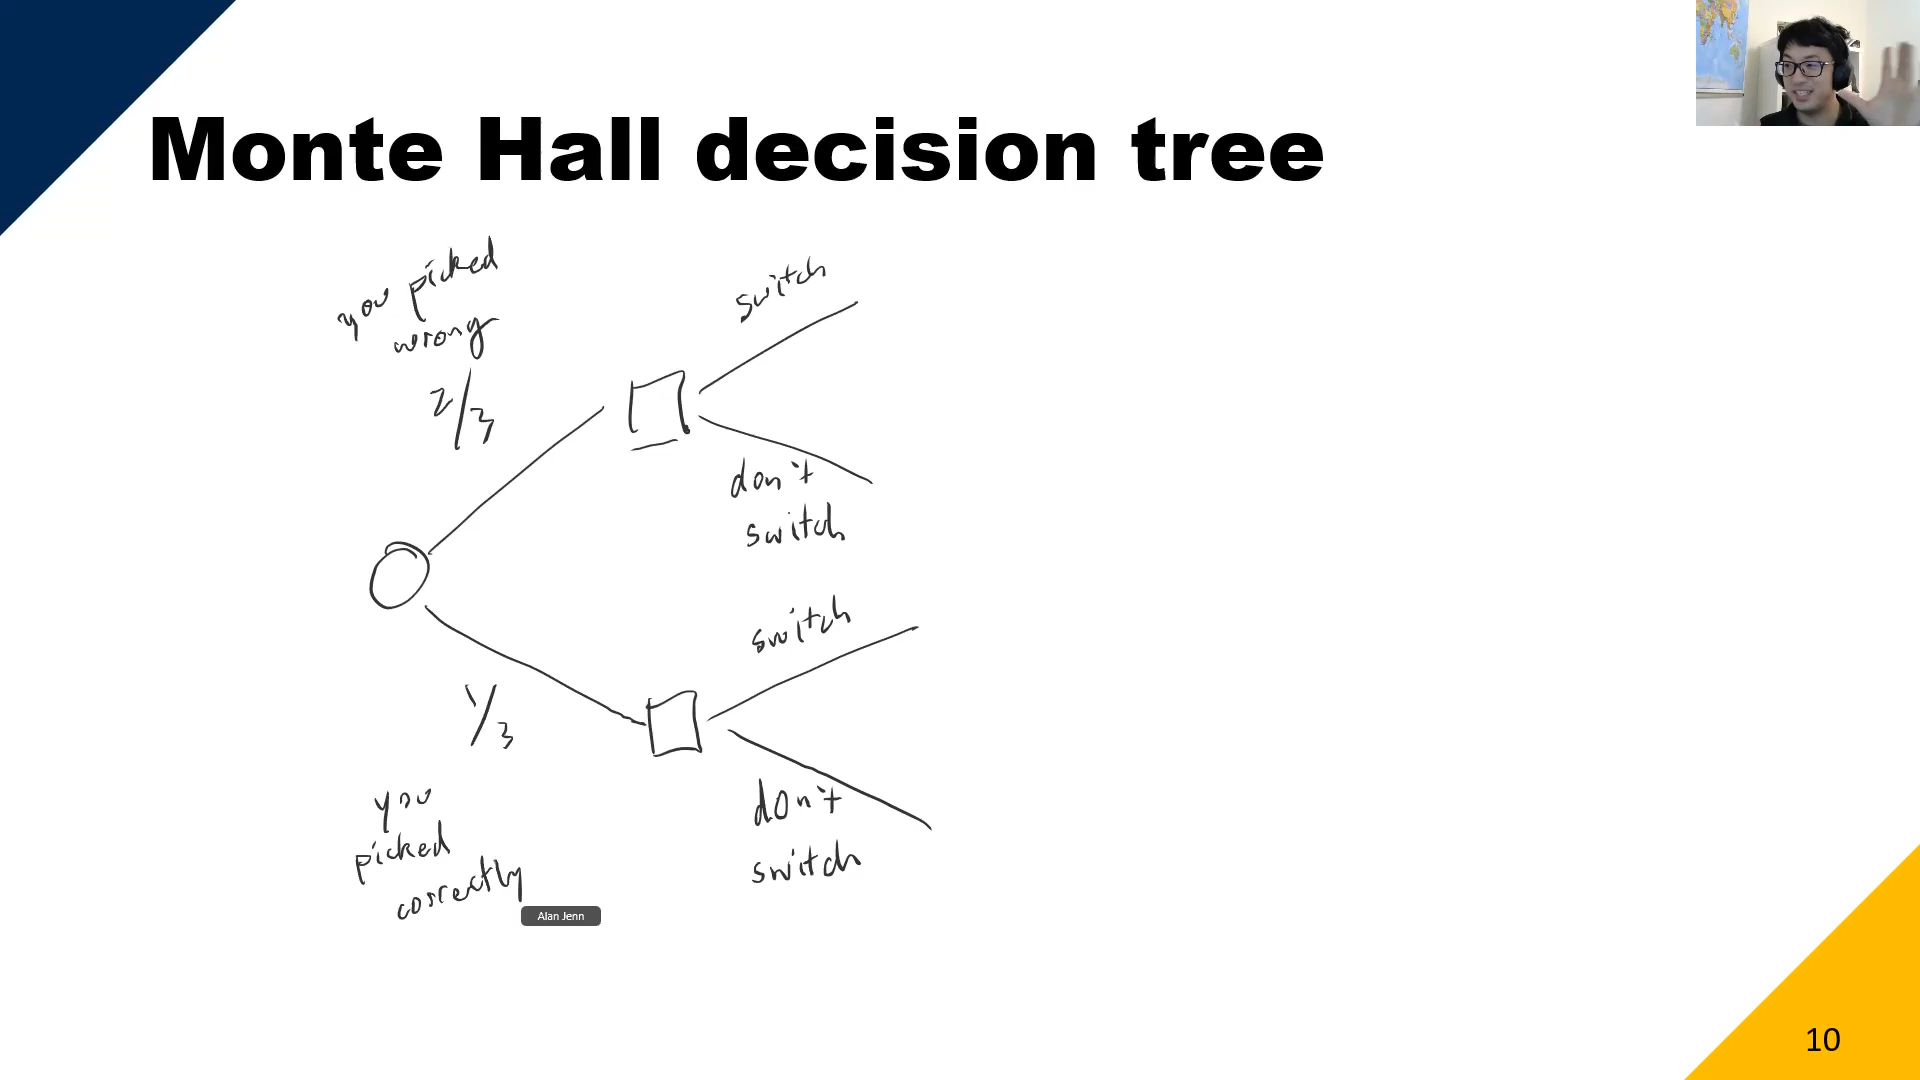 Monte Hall decision tree
you picked
wrong
2/3
switch
don't
switch
1/3
you
picked
correctly
switch
don't
switch
Alan Jenn
10